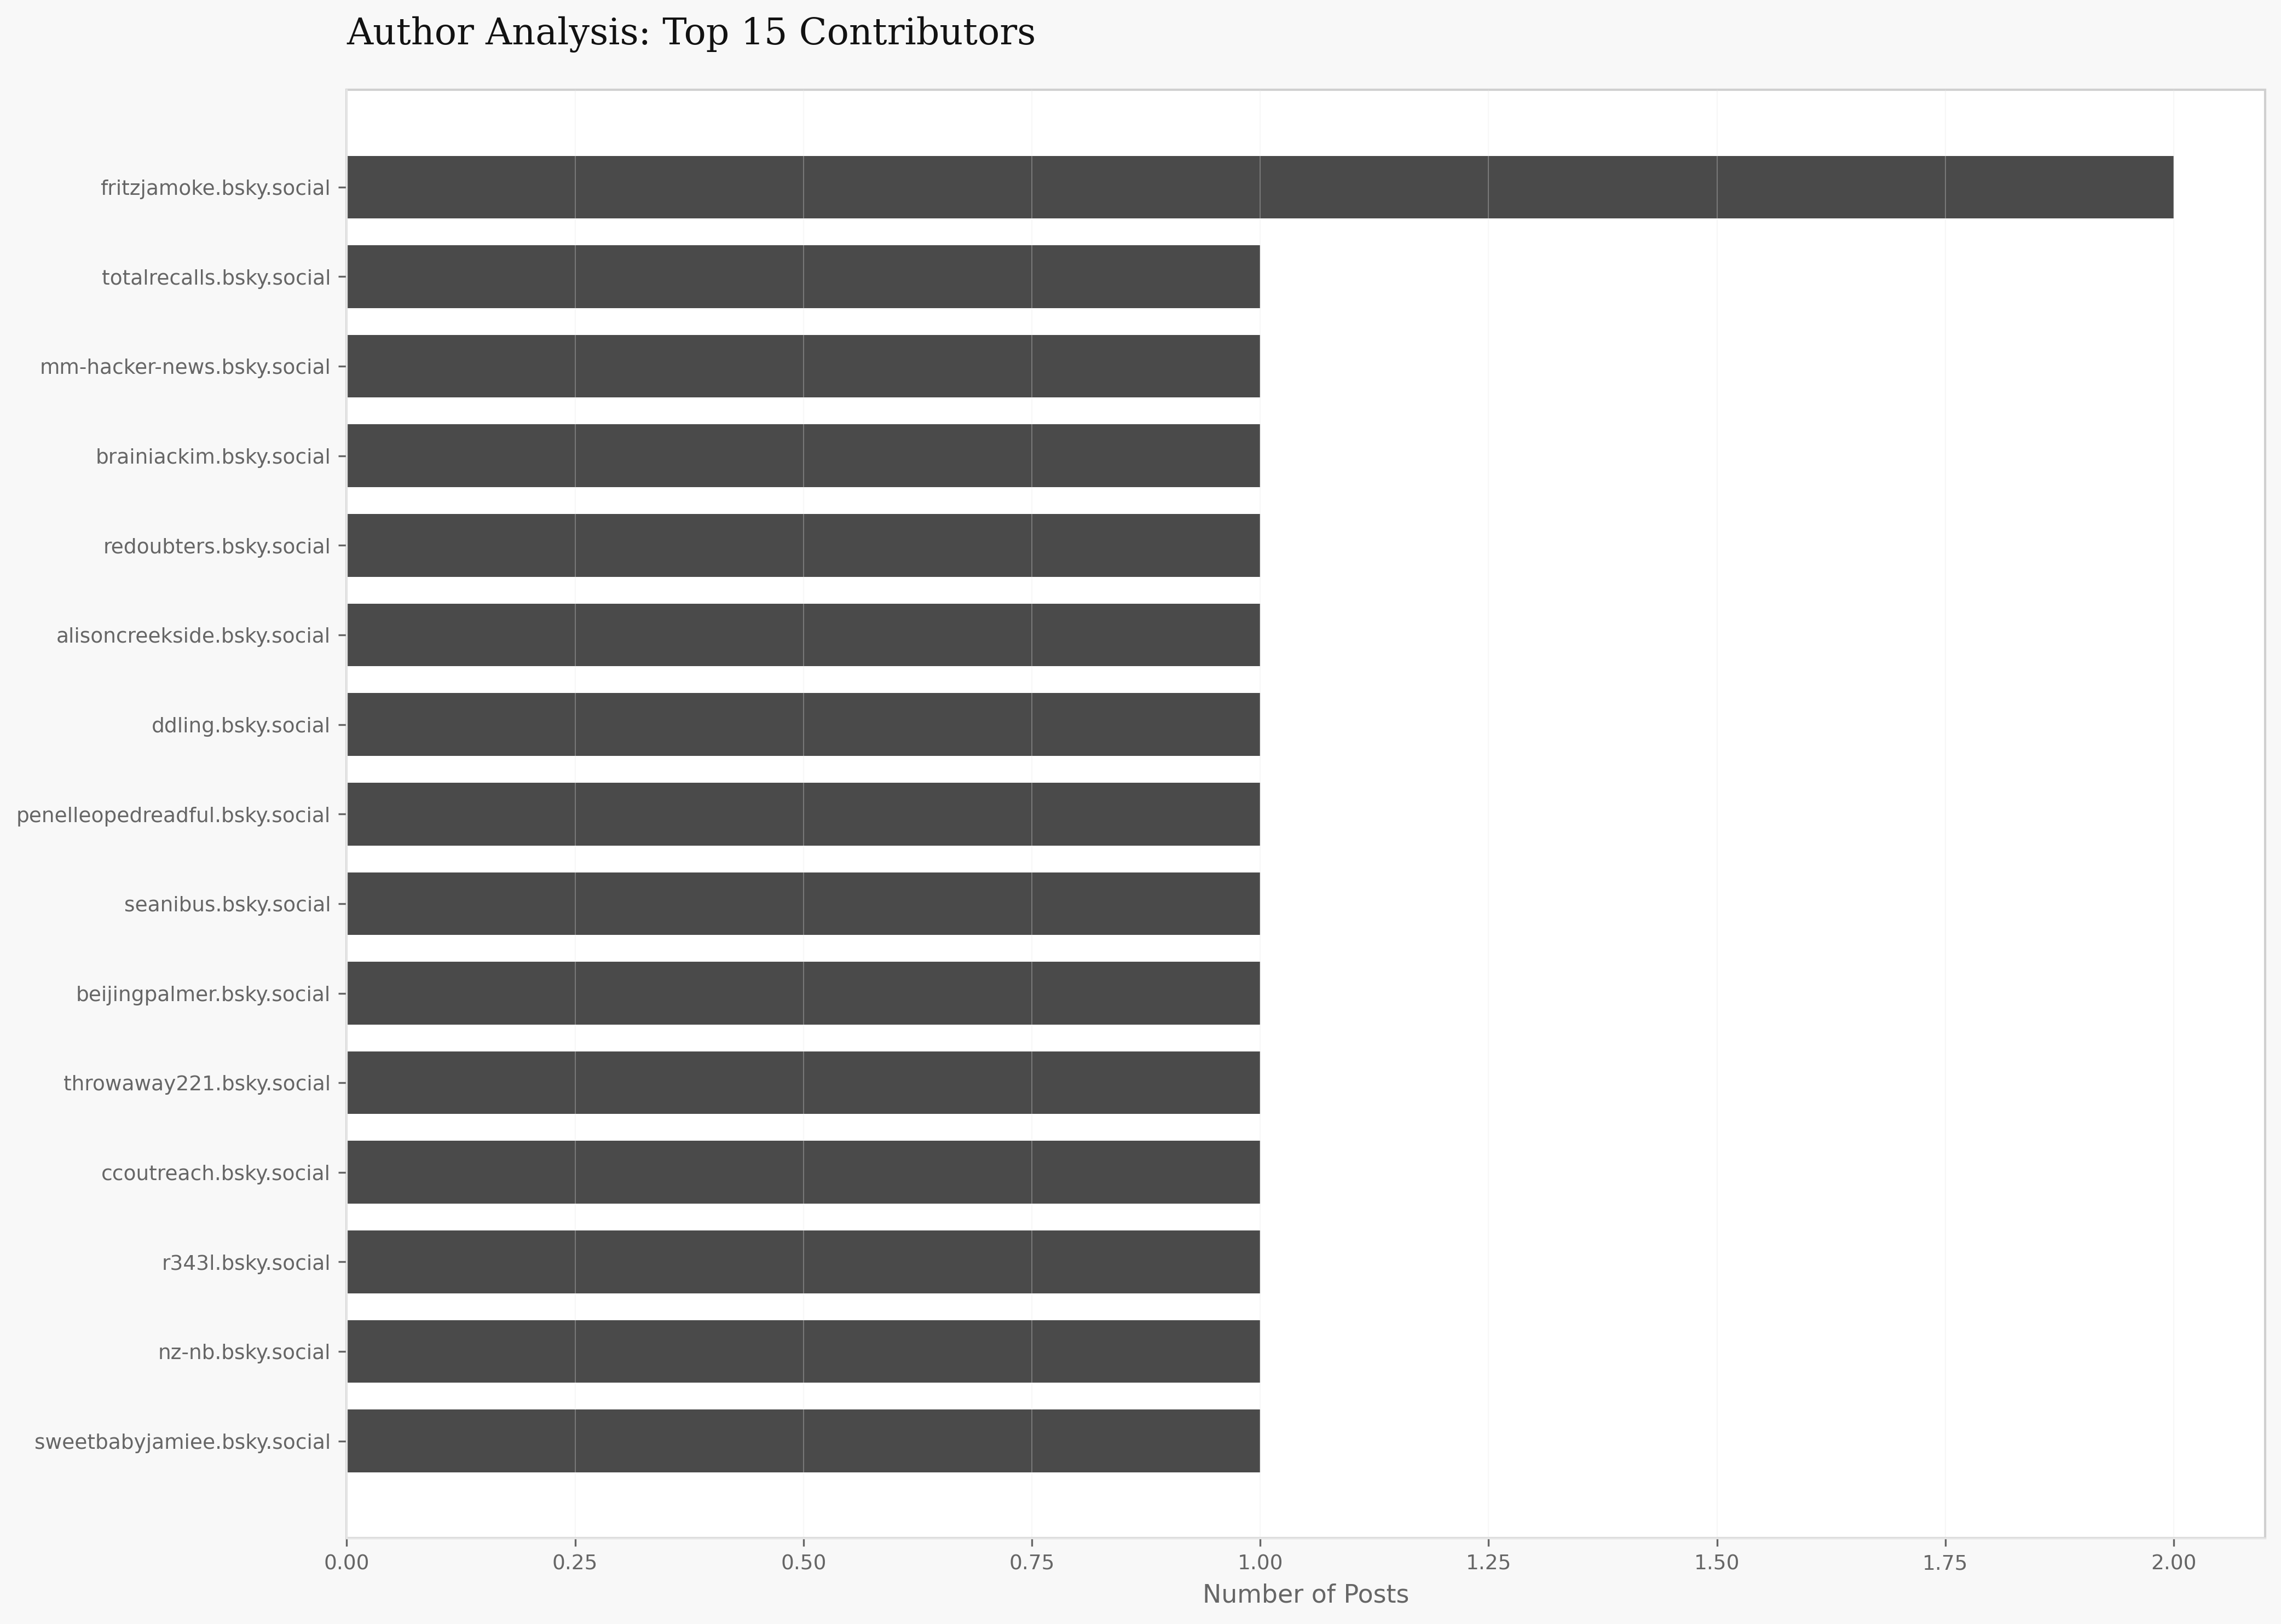 Author Analysis: Top 15 Contributors
fritzjamoke.bsky.social
totalrecalls.bsky.social
mm-hacker-news.bsky.social
brainiackim.bsky.social
redoubters.bsky.social
alisoncreekside.bsky.social
ddling.bsky.social
penelleopedreadful.bsky.social
seanibus.bsky.social
beijingpalmer.bsky.social
throwaway221.bsky.social
ccoutreach.bsky.social
r343l.bsky.social
nz-nb.bsky.social
sweetbabyjamiee.bsky.social
0.00 0.25 0.50 0.75 1.00 1.25 1.50 1.75 2.00
Number of Posts